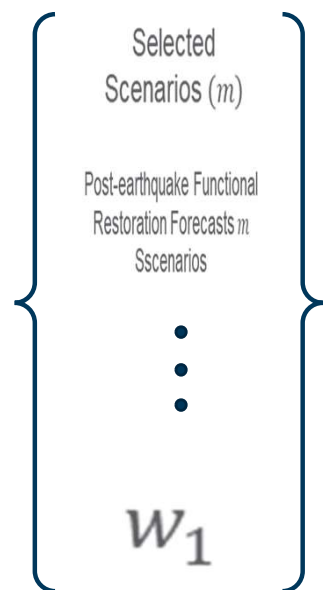 Selected
Scenarios (m)
Post-earthquake Functional
Restoration Forecasts m
Sscenarios
w₁